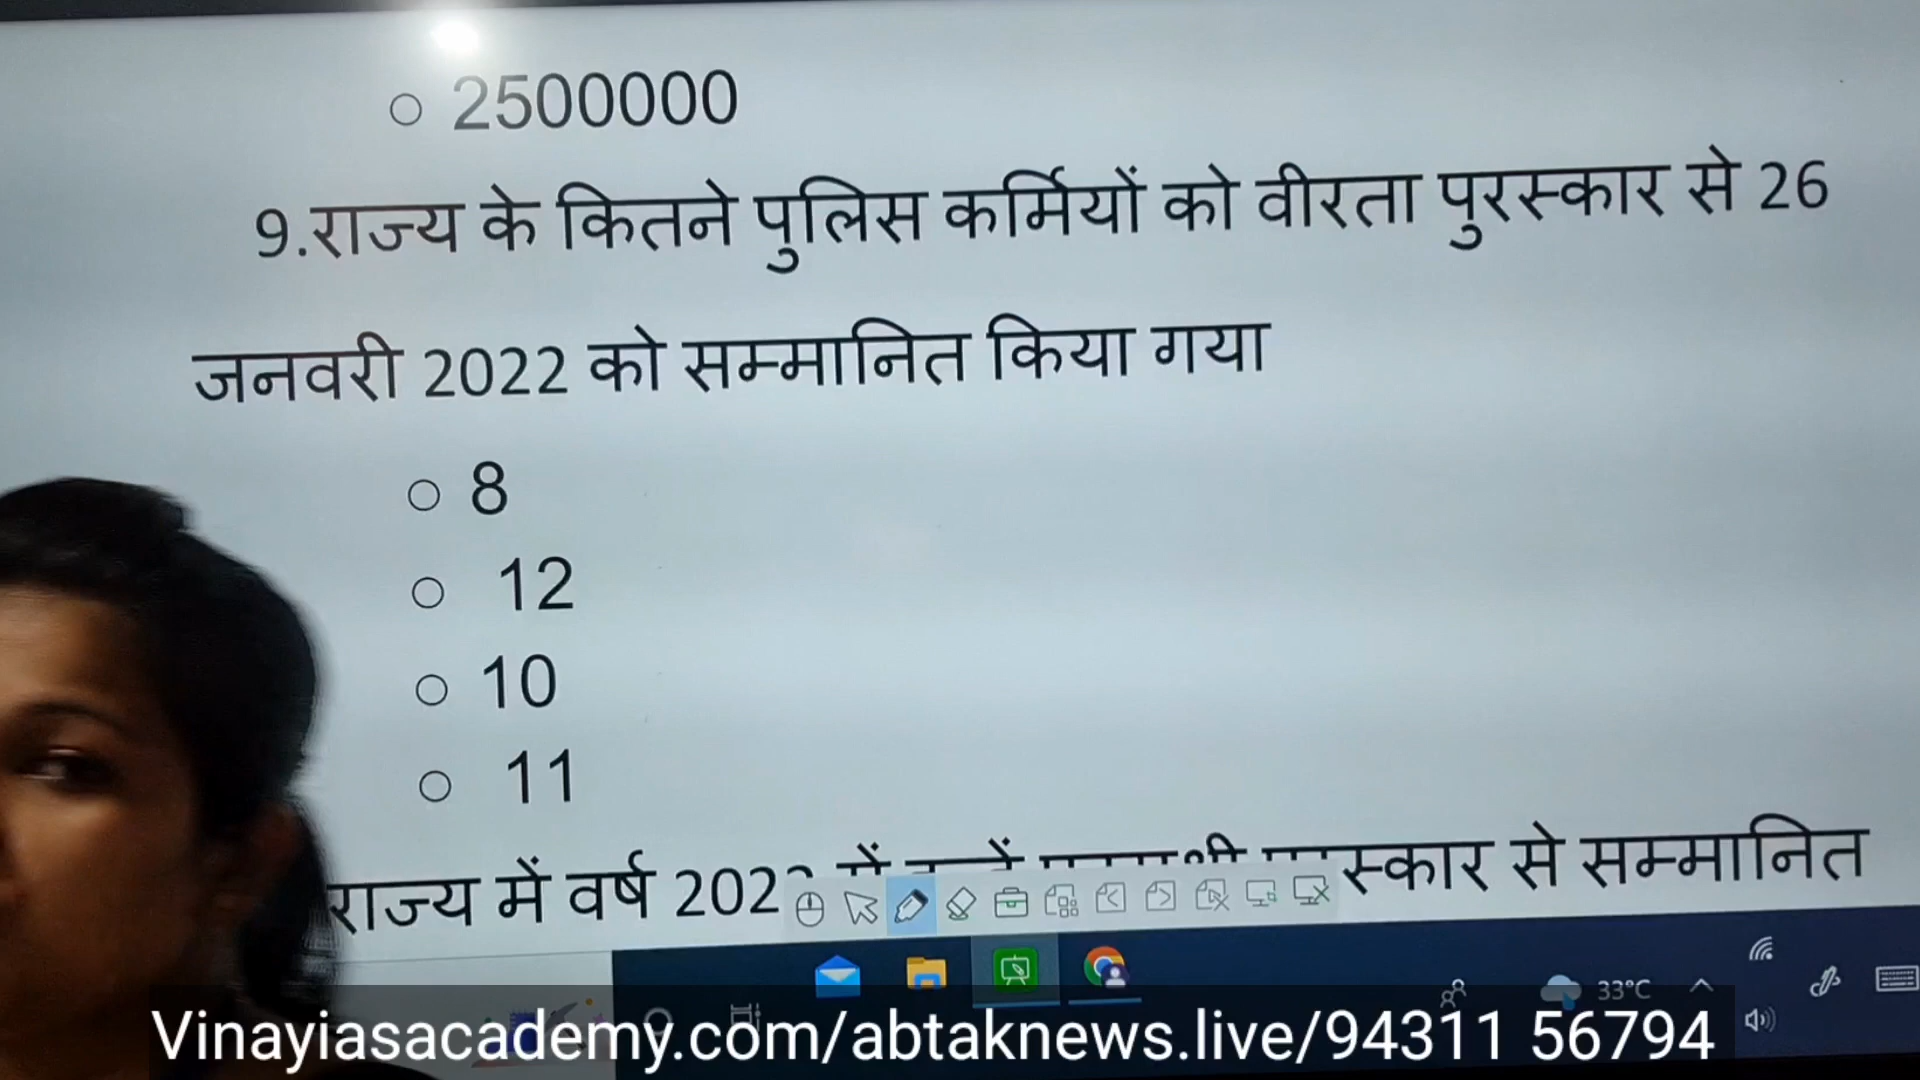 2500000
9.राज्य के कितने पुलिस कर्मियों को वीरता पुरस्कार से 26
जनवरी 2022 को सम्मानित किया गया
8
12
10
11
राज्य में वर्ष 202 में स्कार से सम्मानित
33°C
Vinayiasacademy.com/abtaknews.live/94311 56794